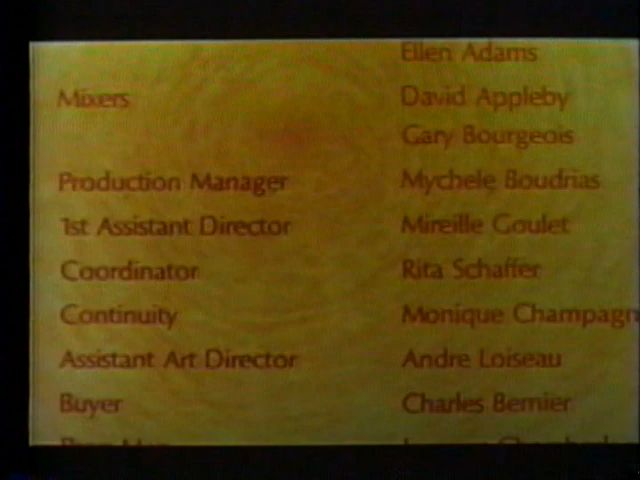 Ellen Adams
Mixers David Appleby
Gary Bourgeois
Production Manager Mychele Boudrias
1st Assistant Director Mireille Goulet
Coordinator Rita Schaffer
Continuity Monique Champagn
Assistant Art Director Andre Loiseau
Buyer Charles Bernier